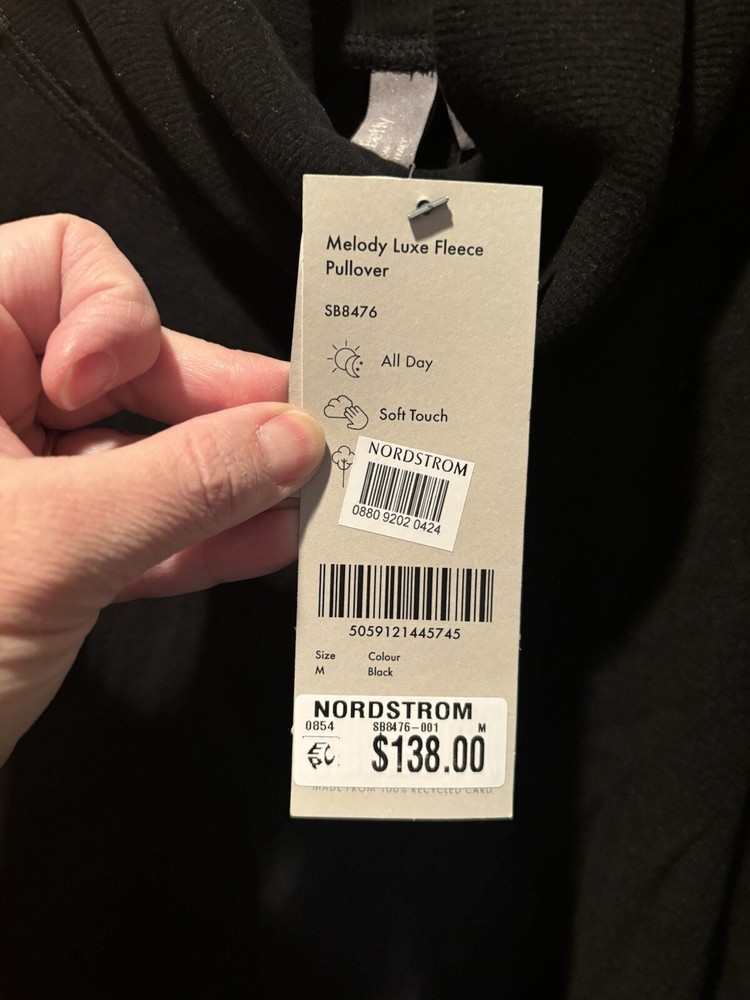 Betty
Melody Luxe Fleece
Pullover
SB8476
All Day
Soft Touch
NORDSTROM
0880 9202 0424
5059121445745
Size Colour
M Black
NORDSTROM
0854 SB8476-001 M
$138.00
MADE FROM 100% RECYCLED CARD